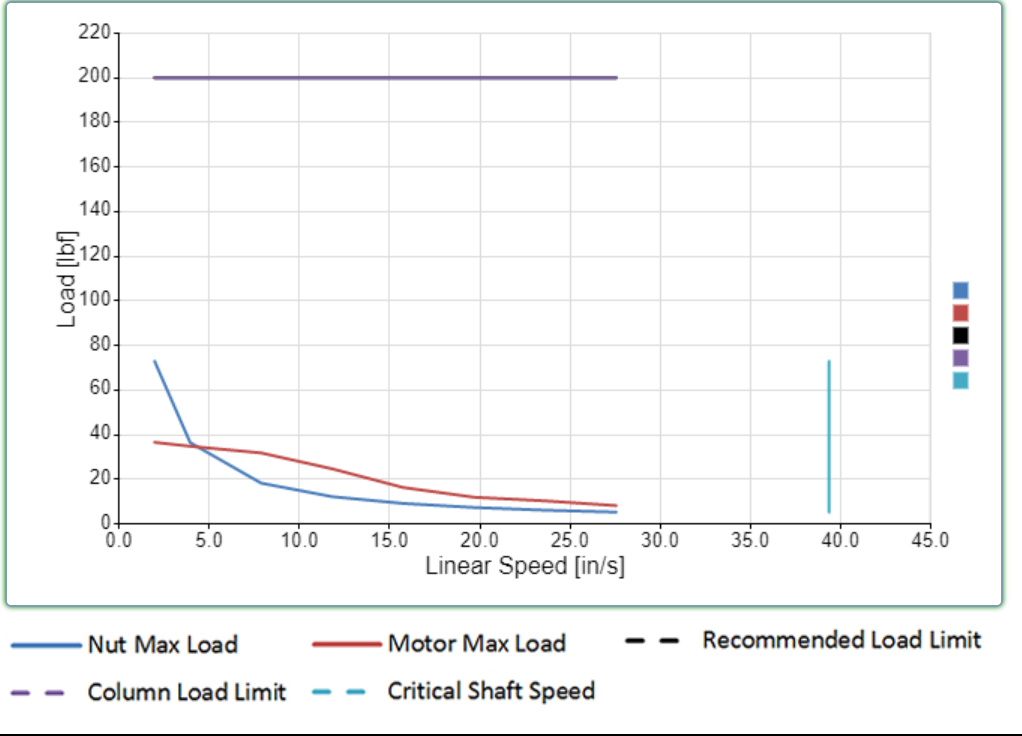 220
200
180
160
140
120
100
80
60
40
20
0
Load [lbf]
0.0 5.0 10.0 15.0 20.0 25.0 30.0 35.0 40.0 45.0
Linear Speed [in/s]
Nut Max Load Motor Max Load Recommended Load Limit
Column Load Limit Critical Shaft Speed